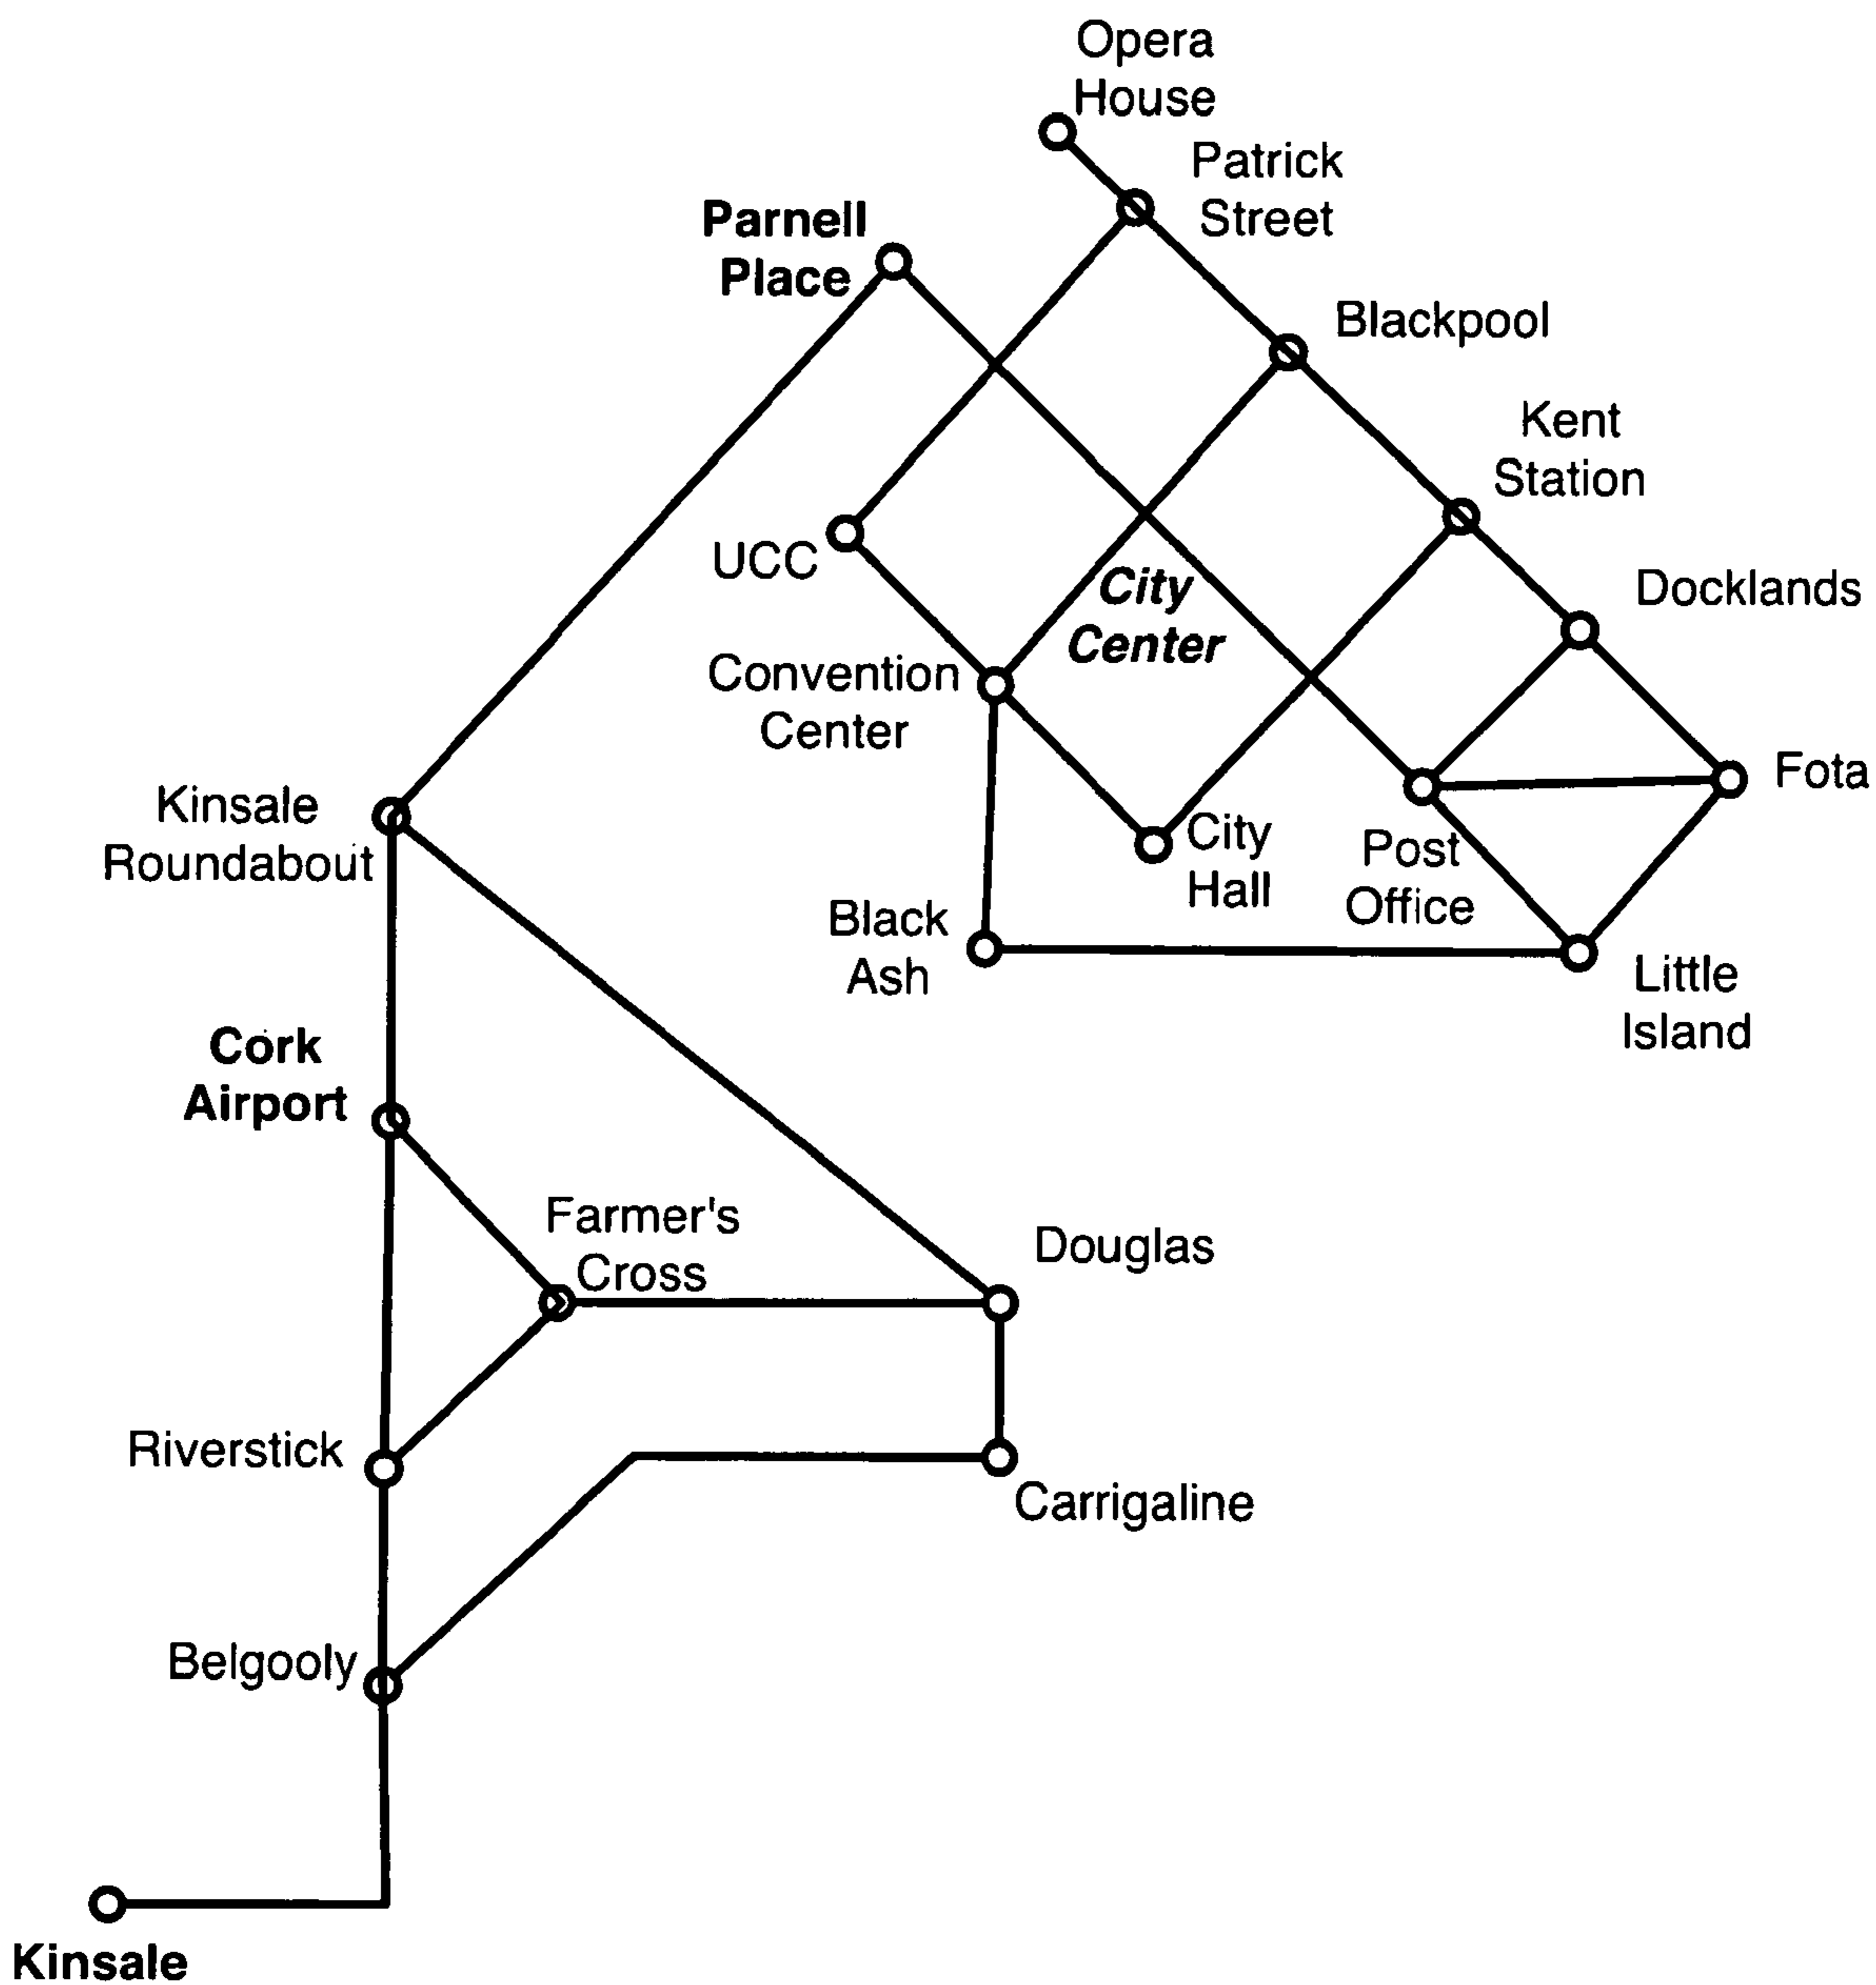 Opera
House
Patrick
Street
Parnell
Place
Blackpool
Kent
Station
UCC
City
Center
Docklands
Convention
Center
Fota
Kinsale
Roundabout
City
Hall
Post
Office
Black
Ash
Little
Island
Cork
Airport
Farmer's
Cross
Douglas
Riverstick
Carrigaline
Belgooly
Kinsale